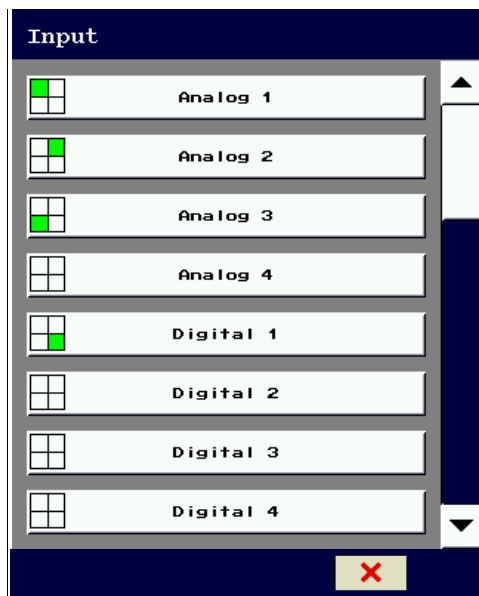 Input
Analog 1
Analog 2
Analog 3
Analog 4
Digital 1
Digital 2
Digital 3
Digital 4